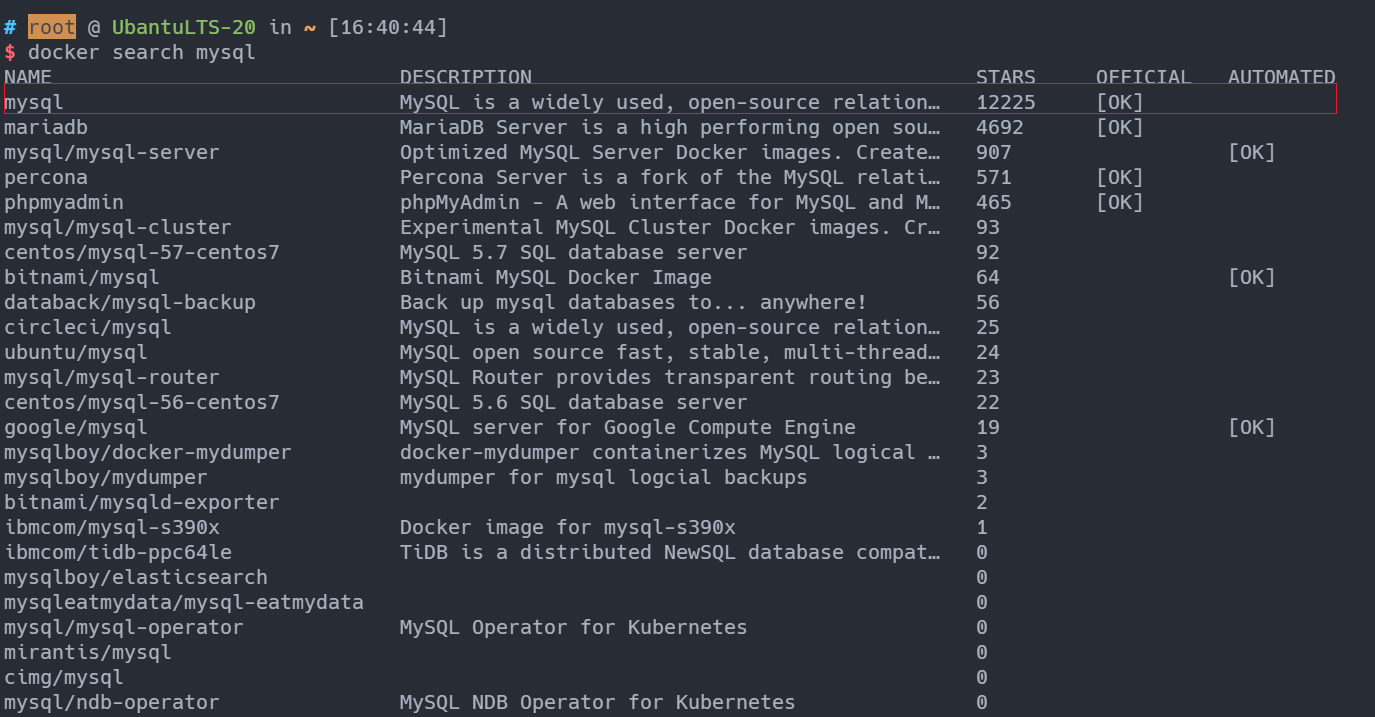 # root @ UbantuLTS-20 in ~ [16:40:44]
$ docker search mysql
NAME DESCRIPTION STARS OFFICIAL AUTOMATED
mysql MySQL is a widely used, open-source relation… 12225 [OK]
mariadb MariaDB Server is a high performing open sou… 4692 [OK]
mysql/mysql-server Optimized MySQL Server Docker images. Create… 907 [OK]
percona Percona Server is a fork of the MySQL relati… 571 [OK]
phpmyadmin phpMyAdmin - A web interface for MySQL and M… 465 [OK]
mysql/mysql-cluster Experimental MySQL Cluster Docker images. Cr… 93
centos/mysql-57-centos7 MySQL 5.7 SQL database server 92
bitnami/mysql Bitnami MySQL Docker Image 64 [OK]
databack/mysql-backup Back up mysql databases to... anywhere! 56
circleci/mysql MySQL is a widely used, open-source relation… 25
ubuntu/mysql MySQL open source fast, stable, multi-thread… 24
mysql/mysql-router MySQL Router provides transparent routing be… 23
centos/mysql-56-centos7 MySQL 5.6 SQL database server 22
google/mysql MySQL server for Google Compute Engine 19 [OK]
mysqlboy/docker-mydumper docker-mydumper containerizes MySQL logical … 3
mysqlboy/mydumper mydumper for mysql logcial backups 3
bitnami/mysqld-exporter 2
ibmcom/mysql-s390x Docker image for mysql-s390x 1
ibmcom/tidb-ppc64le TiDB is a distributed NewSQL database compat… 0
mysqlboy/elasticsearch 0
mysqleatmydata/mysql-eatmydata 0
mysql/mysql-operator MySQL Operator for Kubernetes 0
mirantis/mysql 0
cimg/mysql 0
mysql/ndb-operator MySQL NDB Operator for Kubernetes 0